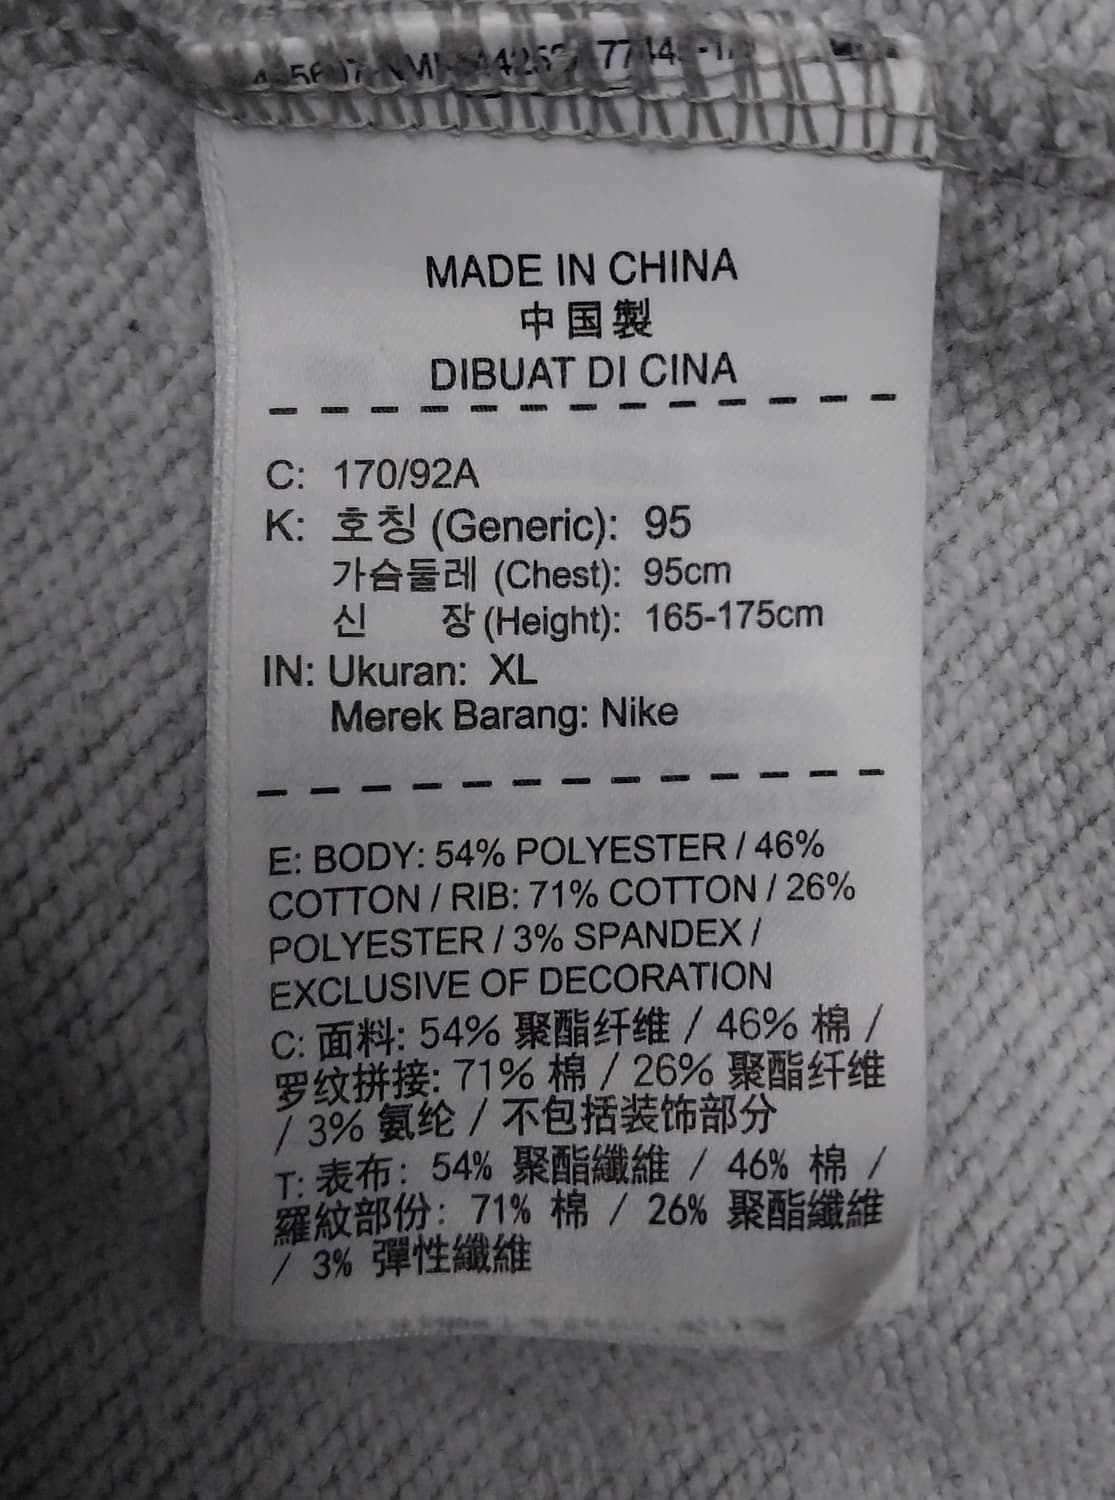 MADE IN CHINA
中国製
DIBUAT DI CINA
C: 170/92A
K: 호칭 (Generic): 95
가슴둘레 (Chest): 95cm
신 장 (Height): 165-175cm
IN: Ukuran: XL
Merek Barang: Nike
E: BODY: 54% POLYESTER / 46%
COTTON / RIB: 71% COTTON / 26%
POLYESTER / 3% SPANDEX /
EXCLUSIVE OF DECORATION
C: 面料: 54% 聚酯纤维 / 46% 棉 /
罗纹拼接: 71% 棉 / 26% 聚酯纤维
/ 3% 氨纶 / 不包括装饰部分
T: 表布: 54% 聚酯纖維 / 46% 棉 /
羅紋部份: 71% 棉 / 26% 聚酯纖維
/ 3% 彈性纖維